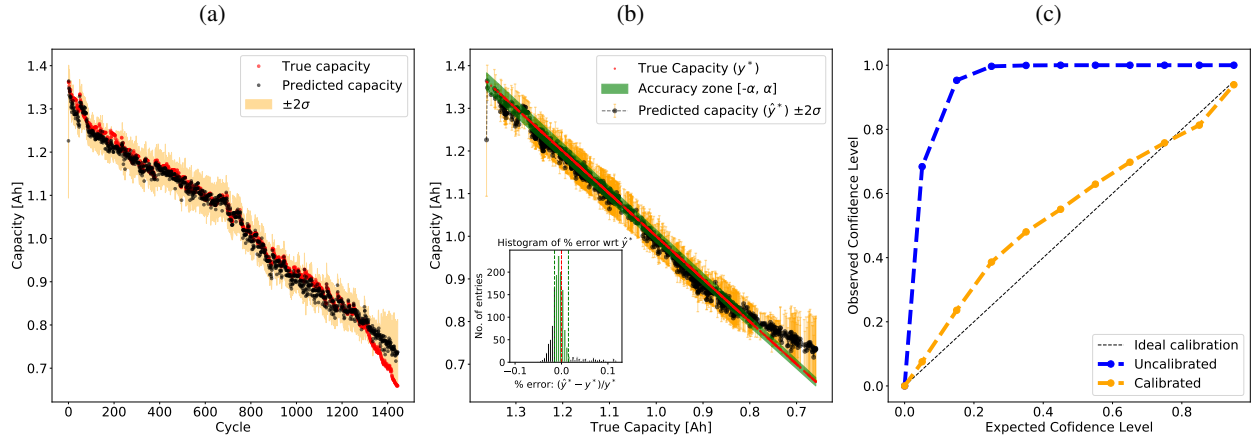 (a)
(b)
(c)
True capacity
Predicted capacity
±2σ
1.4
1.3
1.2
1.1
1.0
0.9
0.8
0.7
Capacity [Ah]
0 200 400 600 800 1000 1200 1400
Cycle
True Capacity (y*)
Accuracy zone [-α, α]
Predicted capacity (ŷ*) ±2σ
1.4
1.3
1.2
1.1
1.0
0.9
0.8
0.7
Capacity [Ah]
Histogram of % error wrt ŷ*
200
150
100
50
0
No. of entries
−0.1 0.0 0.1
% error: (ŷ* − y*)/y*
1.3 1.2 1.1 1.0 0.9 0.8 0.7
True Capacity [Ah]
1.0
0.8
0.6
0.4
0.2
0.0
Observed Confidence Level
Ideal calibration
Uncalibrated
Calibrated
0.0 0.2 0.4 0.6 0.8
Expected Cofidence Level